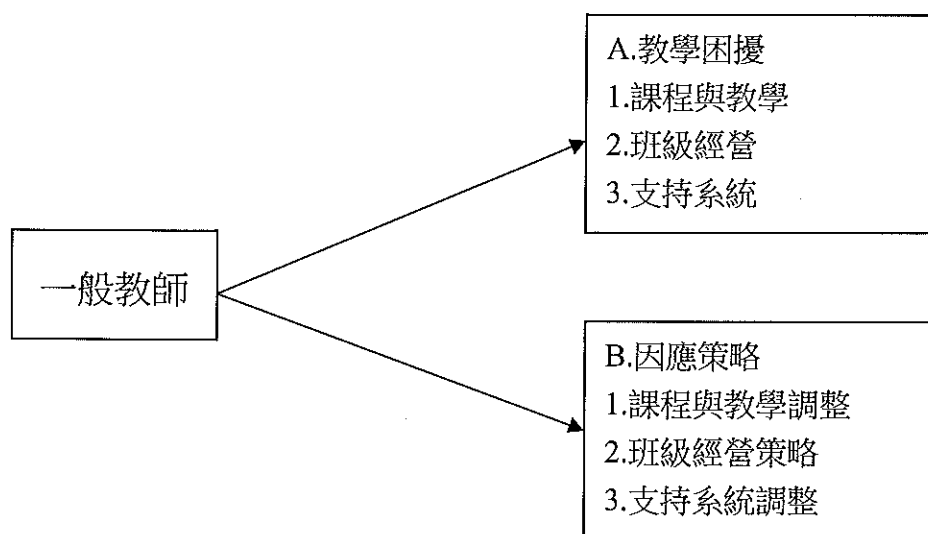 A.教學困擾
1.課程與教學
2.班級經營
3.支持系統
一般教師
B.因應策略
1.課程與教學調整
2.班級經營策略
3.支持系統調整